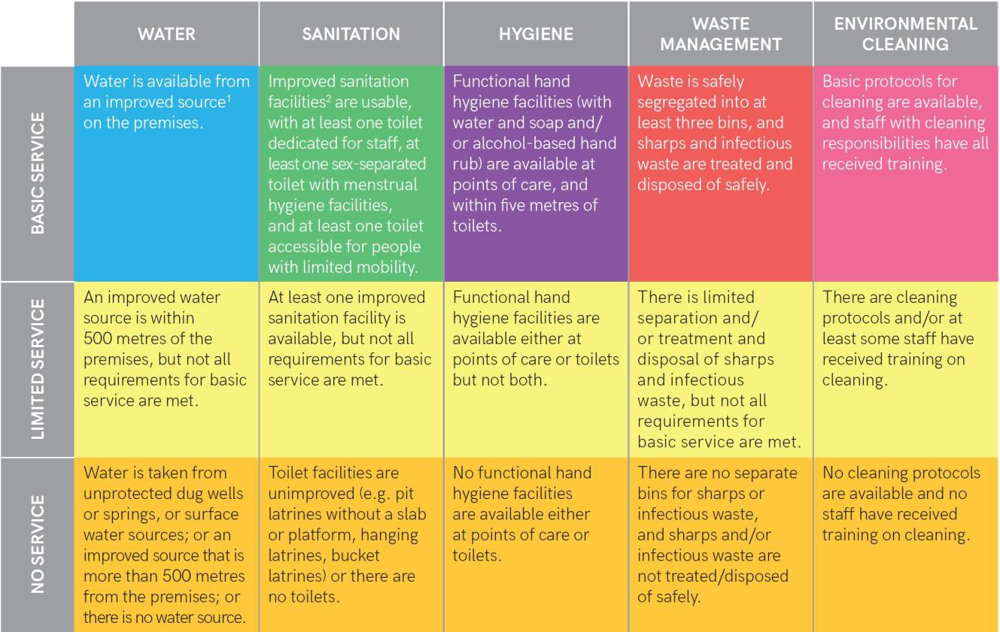 WATER
SANITATION
HYGIENE
WASTE
MANAGEMENT
ENVIRONMENTAL
CLEANING
BASIC SERVICE
Water is available from
an improved source¹
on the premises.
Improved sanitation
facilities² are usable,
with at least one toilet
dedicated for staff, at
least one sex-separated
toilet with menstrual
hygiene facilities,
and at least one toilet
accessible for people
with limited mobility.
Functional hand
hygiene facilities (with
water and soap and/
or alcohol-based hand
rub) are available at
points of care, and
within five metres of
toilets.
Waste is safely
segregated into at
least three bins, and
sharps and infectious
waste are treated and
disposed of safely.
Basic protocols for
cleaning are available,
and staff with cleaning
responsibilities have all
received training.
LIMITED SERVICE
An improved water
source is within
500 metres of the
premises, but not all
requirements for basic
service are met.
At least one improved
sanitation facility is
available, but not all
requirements for basic
service are met.
Functional hand
hygiene facilities are
available either at
points of care or toilets
but not both.
There is limited
separation and/
or treatment and
disposal of sharps
and infectious
waste, but not all
requirements for
basic service are met.
There are cleaning
protocols and/or at
least some staff have
received training on
cleaning.
NO SERVICE
Water is taken from
unprotected dug wells
or springs, or surface
water sources; or an
improved source that is
more than 500 metres
from the premises; or
there is no water source.
Toilet facilities are
unimproved (e.g. pit
latrines without a slab
or platform, hanging
latrines, bucket
latrines) or there are
no toilets.
No functional hand
hygiene facilities
are available either
at points of care or
toilets.
There are no separate
bins for sharps or
infectious waste,
and sharps and/or
infectious waste are
not treated/disposed
of safely.
No cleaning protocols
are available and no
staff have received
training on cleaning.